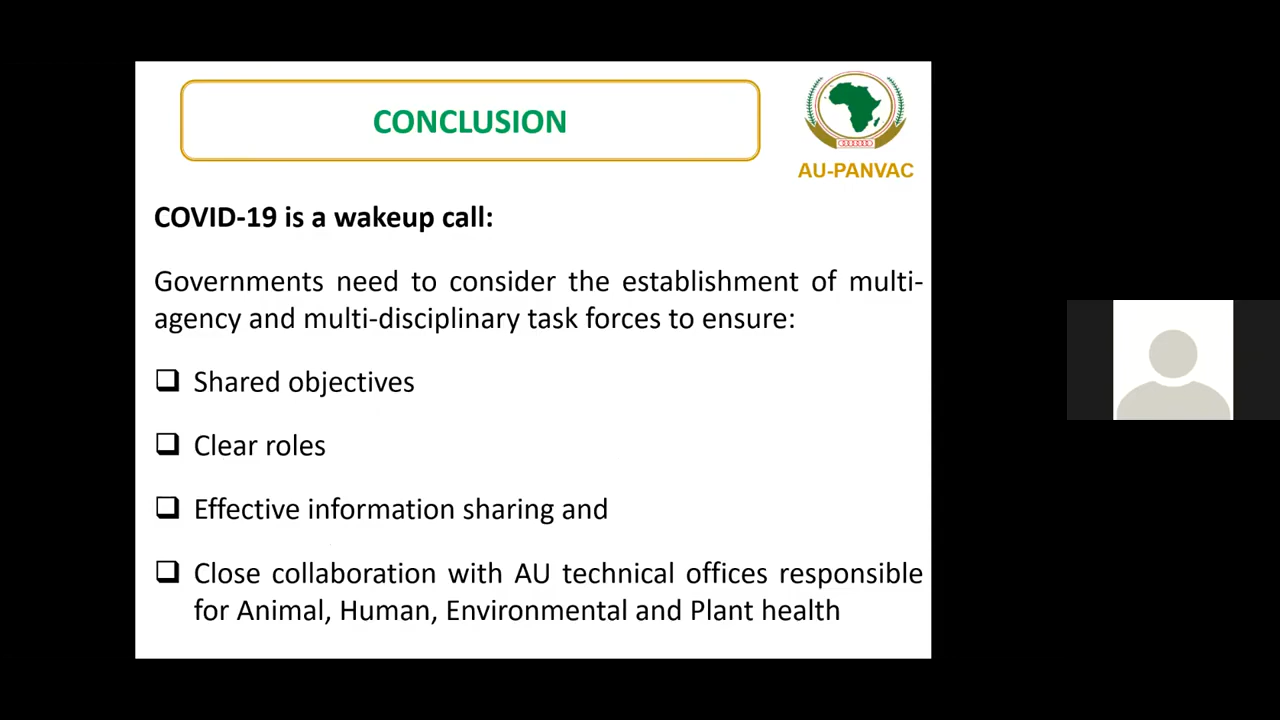 CONCLUSION
AU-PANVAC
COVID-19 is a wakeup call:
Governments need to consider the establishment of multi-
agency and multi-disciplinary task forces to ensure:
Shared objectives
Clear roles
Effective information sharing and
Close collaboration with AU technical offices responsible
for Animal, Human, Environmental and Plant health